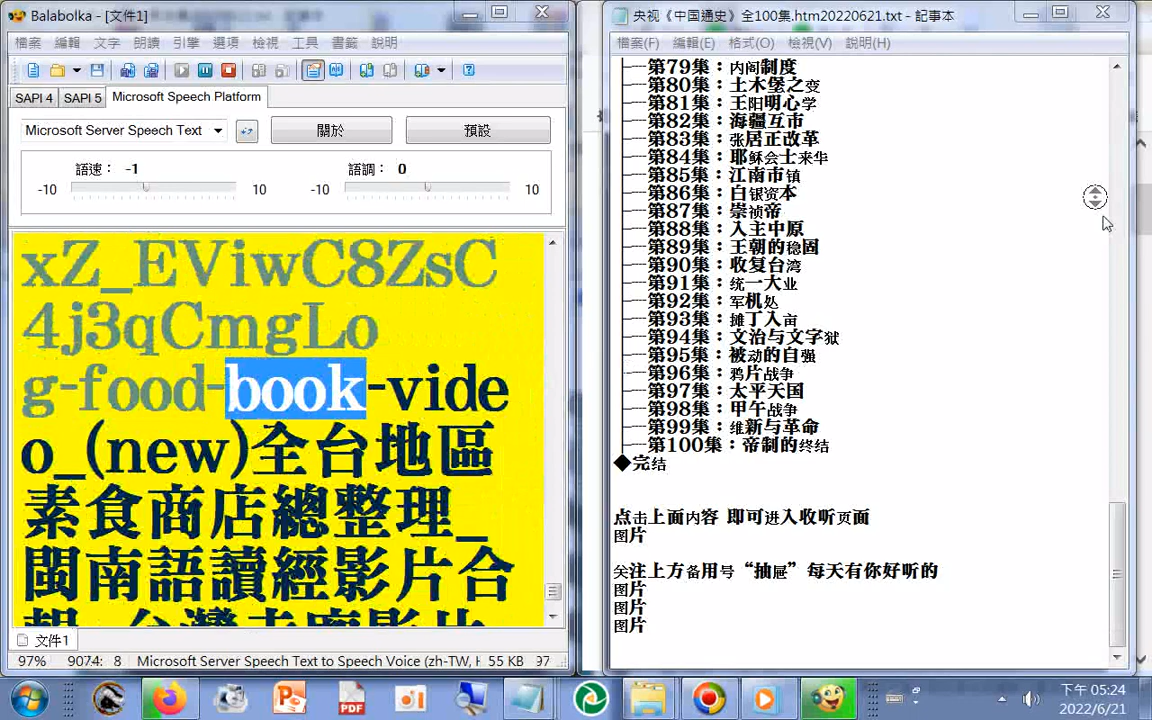 Balabolka - [文件1]
檔案 編輯 文字 朗讀 引擎 選項 檢視 工具 書籤 說明
SAPI 4 SAPI 5 Microsoft Speech Platform
Microsoft Server Speech Text
關於
預設
語速： -1
語調： 0
-10 10 -10 10
xZ_EViwC8ZsC
4j3qCmgLo
g-food-book-vide
o_(new)全台地區
素食商店總整理_
閩南語讀經影片合
文件1
97% 9074: 8 Microsoft Server Speech Text to Speech Voice (zh-TW, H 55 KB 97
央视《中国通史》全100集.htm20220621.txt - 記事本
檔案(F) 編輯(E) 格式(O) 檢視(V) 說明(H)
├─第79集：内阁制度
├─第80集：土木堡之变
├─第81集：王阳明心学
├─第82集：海疆互市
├─第83集：张居正改革
├─第84集：耶稣会士来华
├─第85集：江南市镇
├─第86集：白银资本
├─第87集：崇祯帝
├─第88集：入主中原
├─第89集：王朝的稳固
├─第90集：收复台湾
├─第91集：统一大业
├─第92集：军机处
├─第93集：摊丁入亩
├─第94集：文治与文字狱
├─第95集：被动的自强
├─第96集：鸦片战争
├─第97集：太平天国
├─第98集：甲午战争
├─第99集：维新与革命
├─第100集：帝制的终结
◆完结
点击上面内容 即可进入收听页面
图片
关注上方备用号“抽屉”每天有你好听的
图片
图片
图片
PDF
下午 05:24
2022/6/21